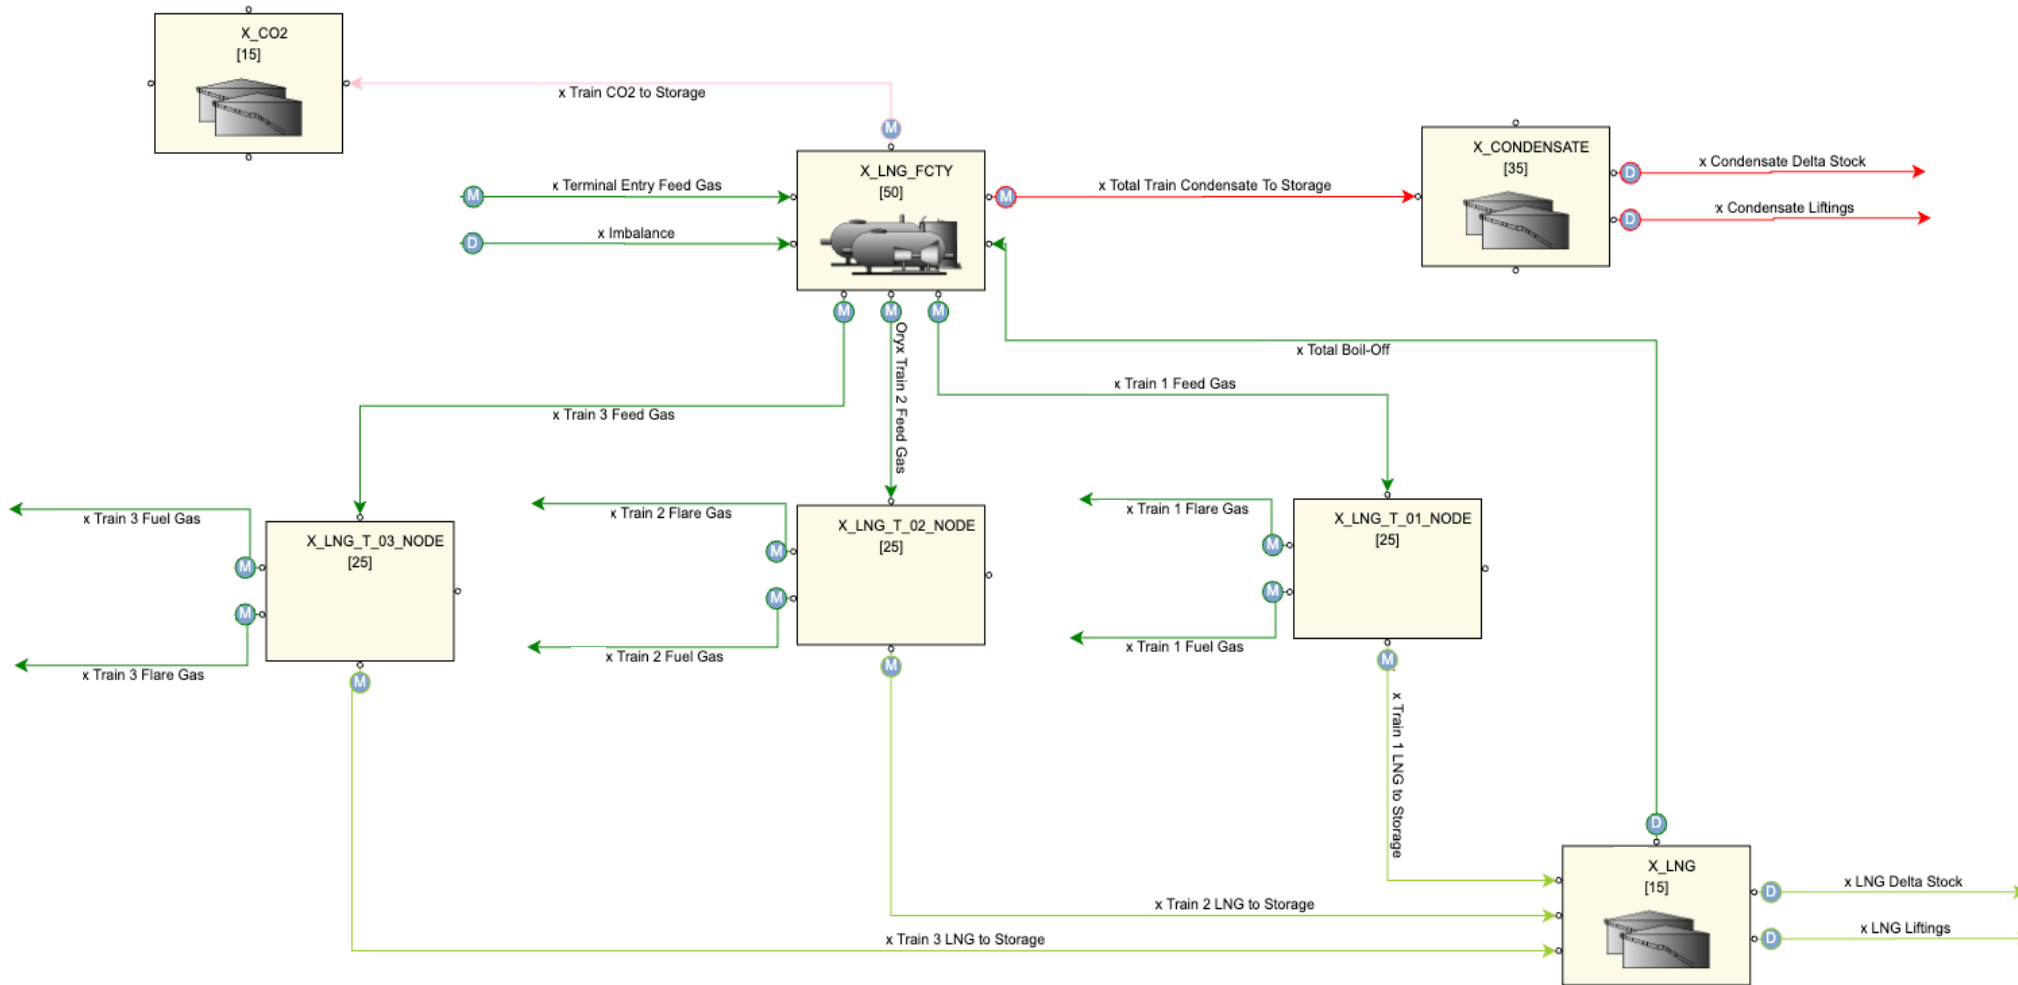 X_CO2
[15]
x Train CO2 to Storage
M
X_LNG_FCTY
[50]
M
x Terminal Entry Feed Gas
D
x Imbalance
M
x Total Train Condensate To Storage
X_CONDENSATE
[35]
D
x Condensate Delta Stock
D
x Condensate Liftings
M
M
M
x Total Boil-Off
x Train 3 Feed Gas
Oryx Train 2 Feed Gas
x Train 1 Feed Gas
x Train 3 Fuel Gas
M
M
x Train 3 Flare Gas
X_LNG_T_03_NODE
[25]
M
x Train 2 Flare Gas
M
M
x Train 2 Fuel Gas
X_LNG_T_02_NODE
[25]
M
x Train 1 Flare Gas
M
M
x Train 1 Fuel Gas
X_LNG_T_01_NODE
[25]
M
x Train 1 LNG to Storage
x Train 2 LNG to Storage
x Train 3 LNG to Storage
D
X_LNG
[15]
D
x LNG Delta Stock
D
x LNG Liftings